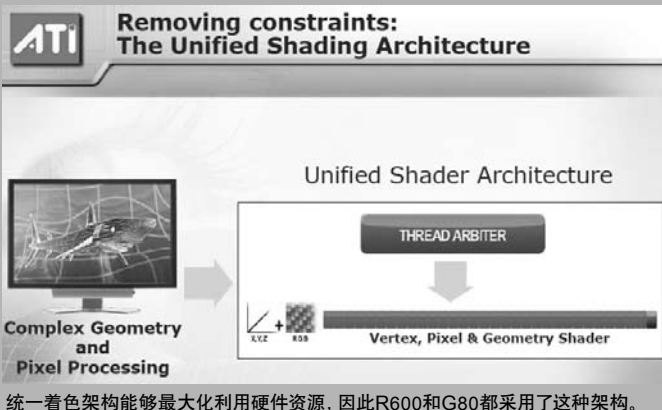 ATI
Removing constraints:
The Unified Shading Architecture
Unified Shader Architecture
THREAD ARBITER
X,Y,Z + RGB
Vertex, Pixel & Geometry Shader
Complex Geometry
and
Pixel Processing
统一着色架构能够最大化利用硬件资源，因此R600和G80都采用了这种架构。